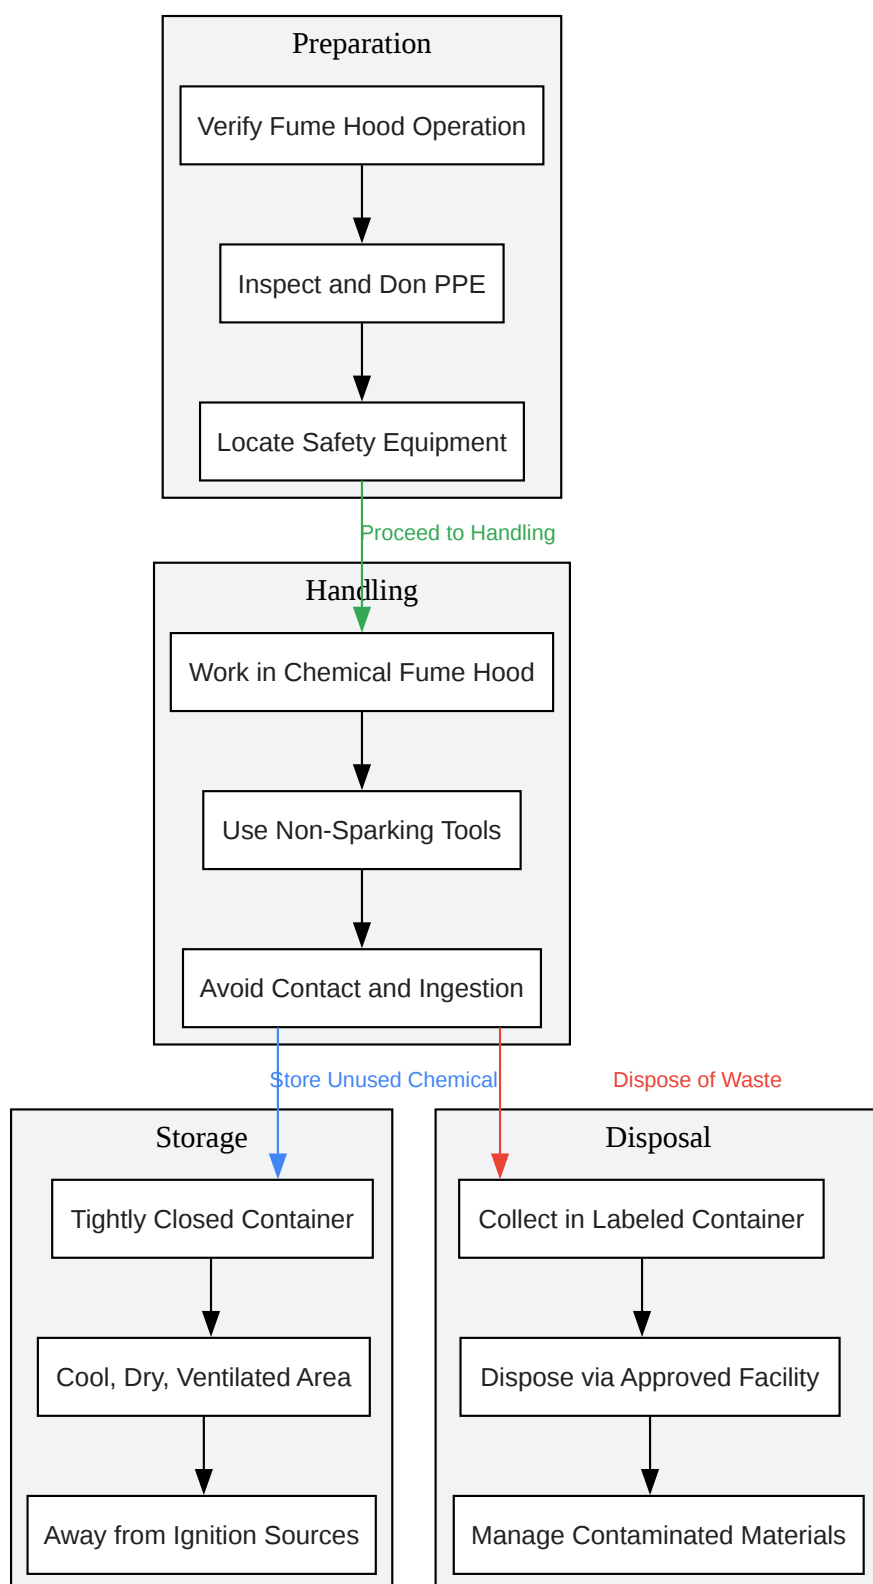 Preparation
Verify Fume Hood Operation
Inspect and Don PPE
Locate Safety Equipment
Proceed to Handling
Handling
Work in Chemical Fume Hood
Use Non-Sparking Tools
Avoid Contact and Ingestion
Store Unused Chemical
Dispose of Waste
Storage
Tightly Closed Container
Cool, Dry, Ventilated Area
Away from Ignition Sources
Disposal
Collect in Labeled Container
Dispose via Approved Facility
Manage Contaminated Materials